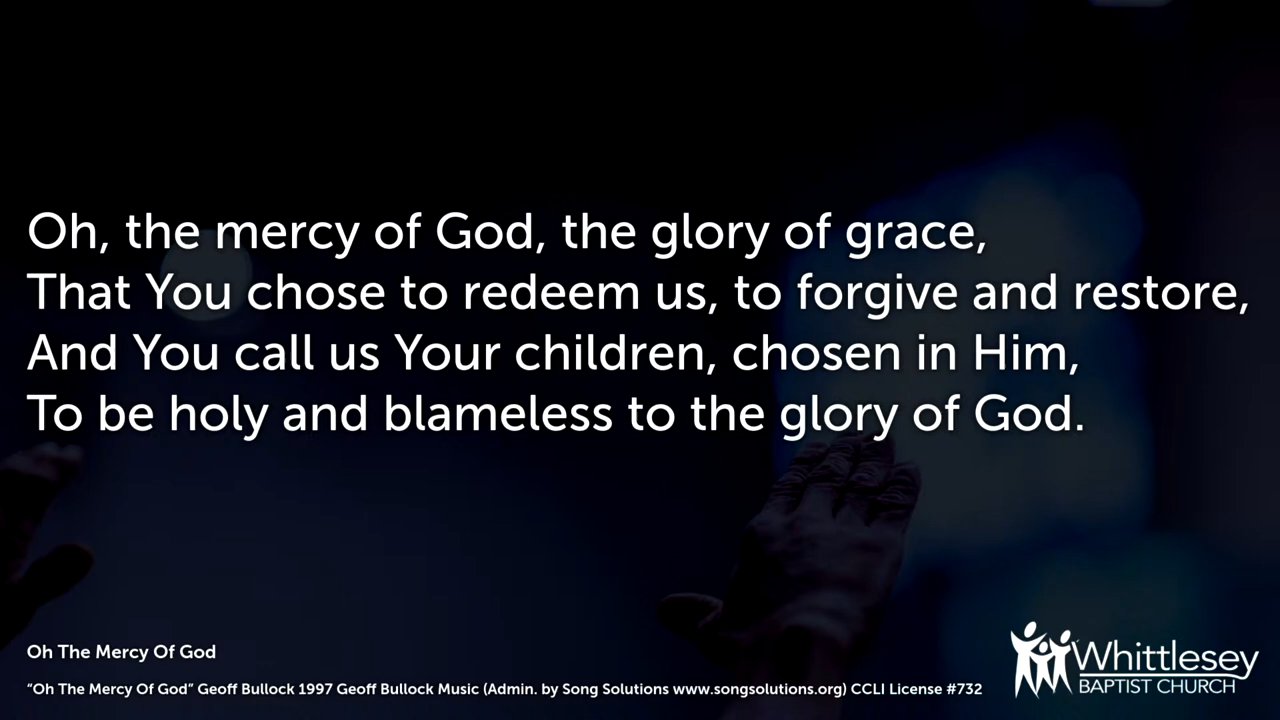 Oh, the mercy of God, the glory of grace,
That You chose to redeem us, to forgive and restore,
And You call us Your children, chosen in Him,
To be holy and blameless to the glory of God.
Oh The Mercy Of God
“Oh The Mercy Of God” Geoff Bullock 1997 Geoff Bullock Music (Admin. by Song Solutions www.songsolutions.org) CCLI License #732
Whittlesey
BAPTIST CHURCH